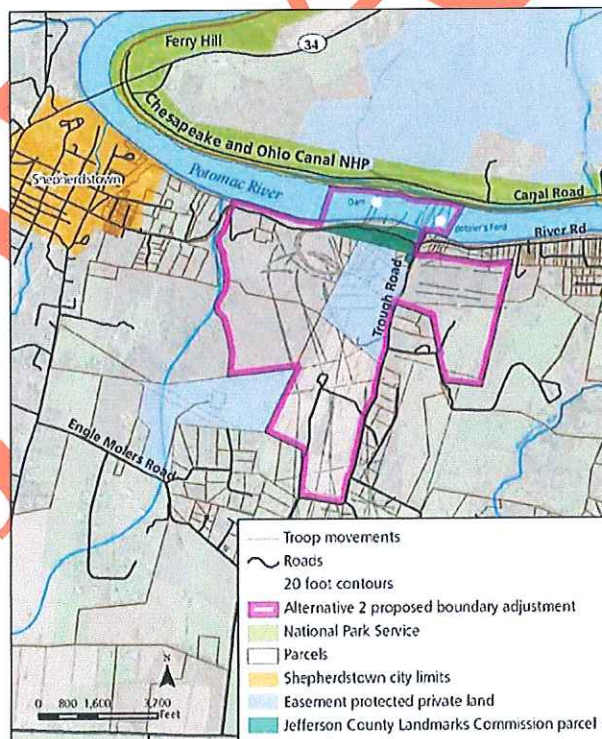 Ferry Hill
34
Chesapeake and Ohio Canal NHP
Shepherdstown
Potomac River
Canal Road
Dam
Boteler's Ford
River Rd
Trough Road
Engle Molers Road
Troop movements
Roads
20 foot contours
Alternative 2 proposed boundary adjustment
National Park Service
Parcels
Shepherdstown city limits
Easement protected private land
Jefferson County Landmarks Commission parcel
N
0 800 1,600 3,200
Feet